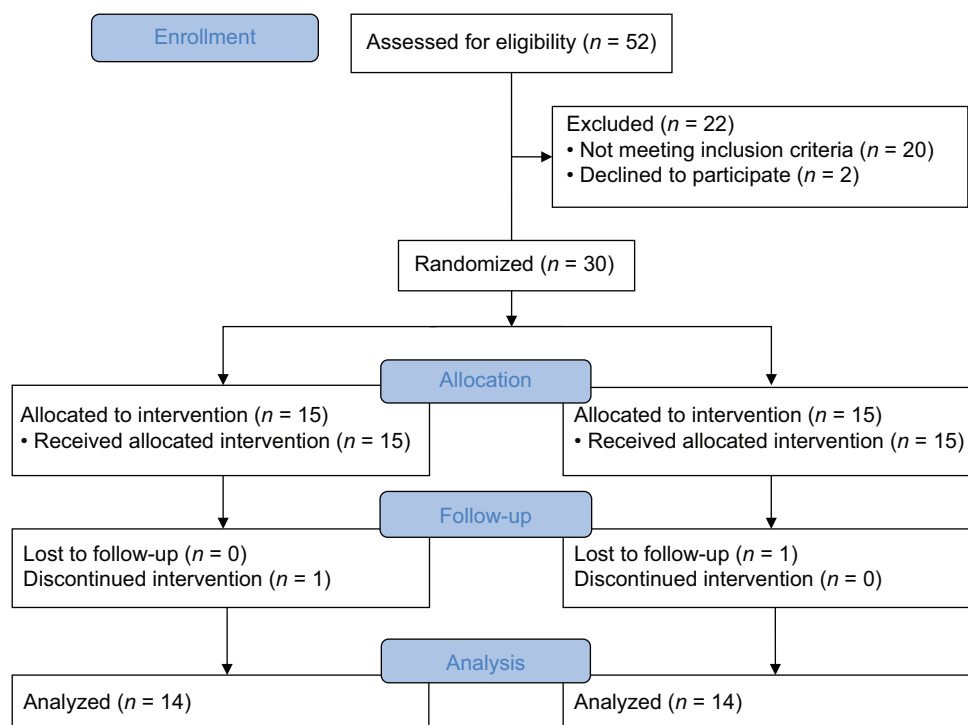 Enrollment
Assessed for eligibility (n = 52)
Excluded (n = 22)
• Not meeting inclusion criteria (n = 20)
• Declined to participate (n = 2)
Randomized (n = 30)
Allocation
Allocated to intervention (n = 15)
• Received allocated intervention (n = 15)
Allocated to intervention (n = 15)
• Received allocated intervention (n = 15)
Follow-up
Lost to follow-up (n = 0)
Discontinued intervention (n = 1)
Lost to follow-up (n = 1)
Discontinued intervention (n = 0)
Analysis
Analyzed (n = 14)
Analyzed (n = 14)